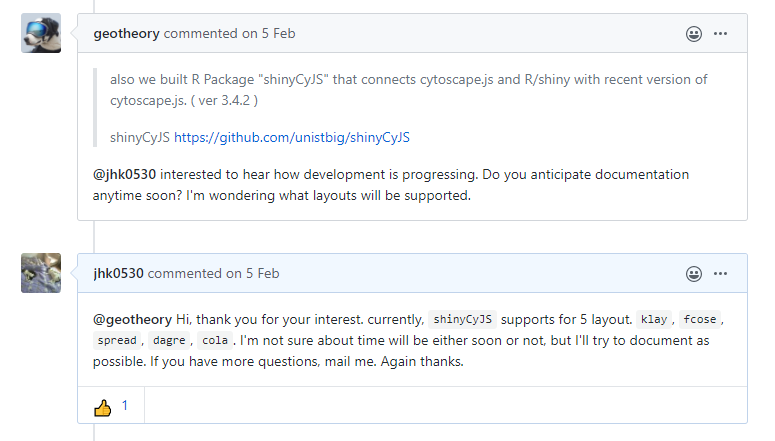 geotheory commented on 5 Feb
also we built R Package "shinyCyJS" that connects cytoscape.js and R/shiny with recent version of
cytoscape.js. ( ver 3.4.2 )
shinyCyJS https://github.com/unistbig/shinyCyJS
@jhk0530 interested to hear how development is progressing. Do you anticipate documentation
anytime soon? I'm wondering what layouts will be supported.
jhk0530 commented on 5 Feb
@geotheory Hi, thank you for your interest. currently, shinyCyJS supports for 5 layout. klay , fcose ,
spread , dagre , cola . I'm not sure about time will be either soon or not, but I'll try to document as
possible. If you have more questions, mail me. Again thanks.
1